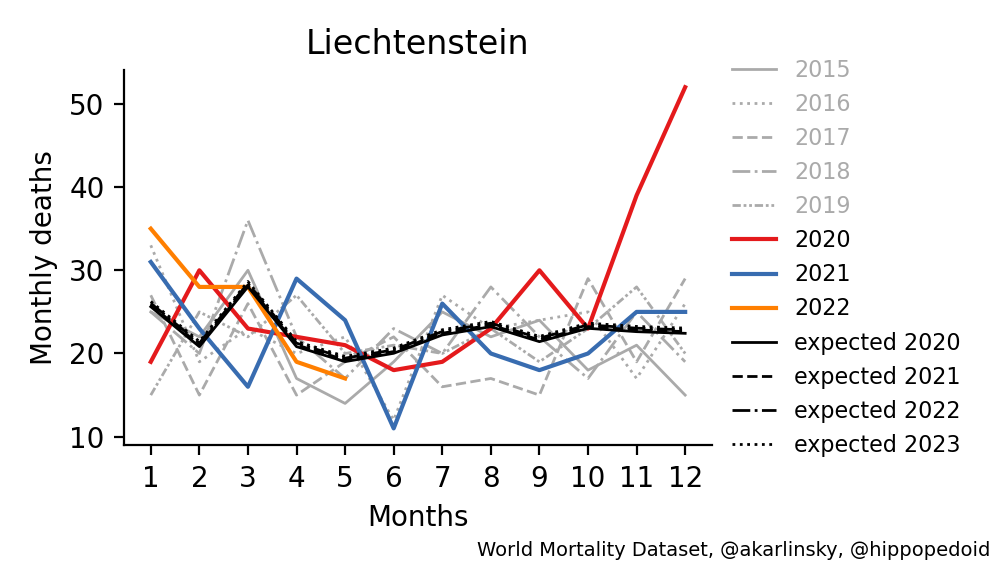 Liechtenstein
Monthly deaths
50
40
30
20
10
1 2 3 4 5 6 7 8 9 10 11 12
Months
2015
2016
2017
2018
2019
2020
2021
2022
expected 2020
expected 2021
expected 2022
expected 2023
World Mortality Dataset, @akarlinsky, @hippopedoid